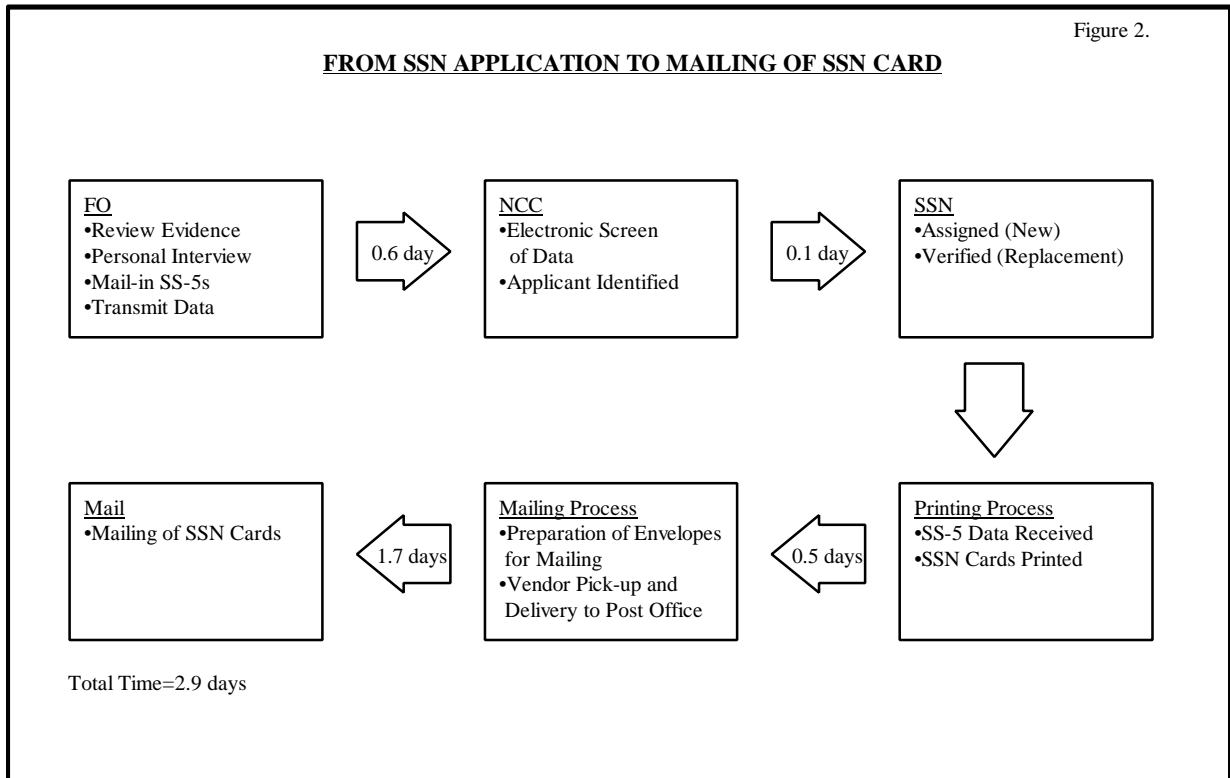 Figure 2.
FROM SSN APPLICATION TO MAILING OF SSN CARD
FO
•Review Evidence
•Personal Interview
•Mail-in SS-5s
•Transmit Data
0.6 day
NCC
•Electronic Screen
of Data
•Applicant Identified
0.1 day
SSN
•Assigned (New)
•Verified (Replacement)
Printing Process
•SS-5 Data Received
•SSN Cards Printed
0.5 days
Mailing Process
•Preparation of Envelopes
for Mailing
•Vendor Pick-up and
Delivery to Post Office
1.7 days
Mail
•Mailing of SSN Cards
Total Time=2.9 days